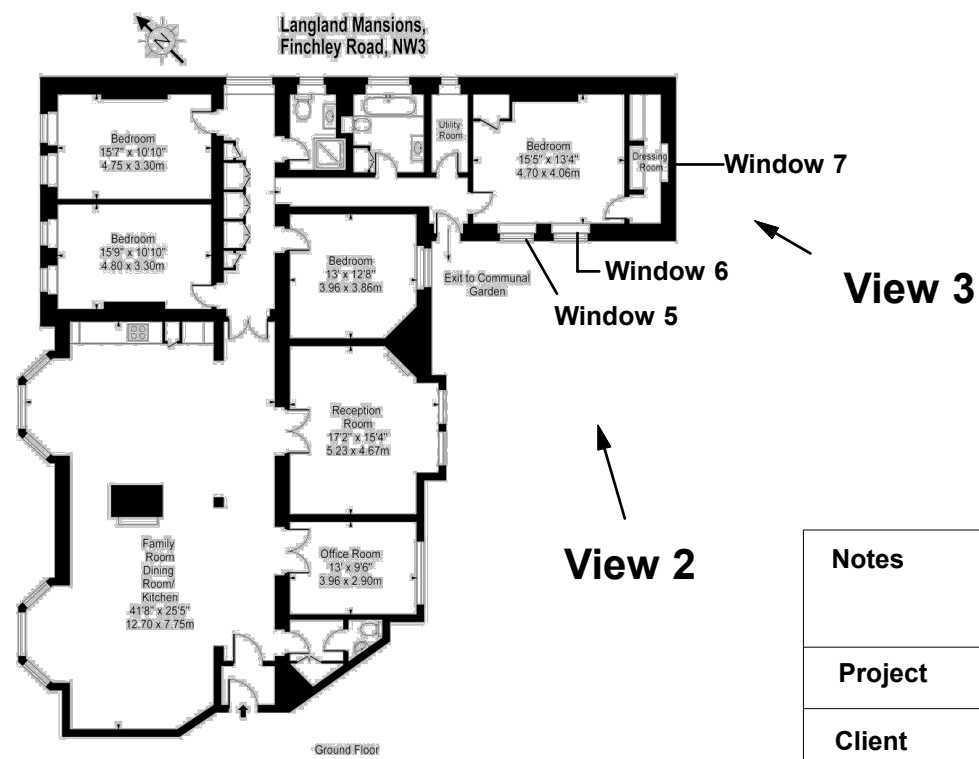 N
Langland Mansions,
Finchley Road, NW3
Bedroom
15'7" x 10'10"
4.75 x 3.30m
Utility
Room
Bedroom
15'5" x 13'4"
4.70 x 4.06m
Dressing
Room
Window 7
Bedroom
15'9" x 10'10"
4.80 x 3.30m
Bedroom
13' x 12'8"
3.96 x 3.86m
Exit to Communal
Garden
Window 6
Window 5
View 3
Reception
Room
17'2" x 15'4"
5.23 x 4.67m
View 2
Family
Room
Dining
Room/
Kitchen
41'8" x 25'5"
12.70 x 7.75m
Office Room
13' x 9'6"
3.96 x 2.90m
Ground Floor
Notes
Project
Client